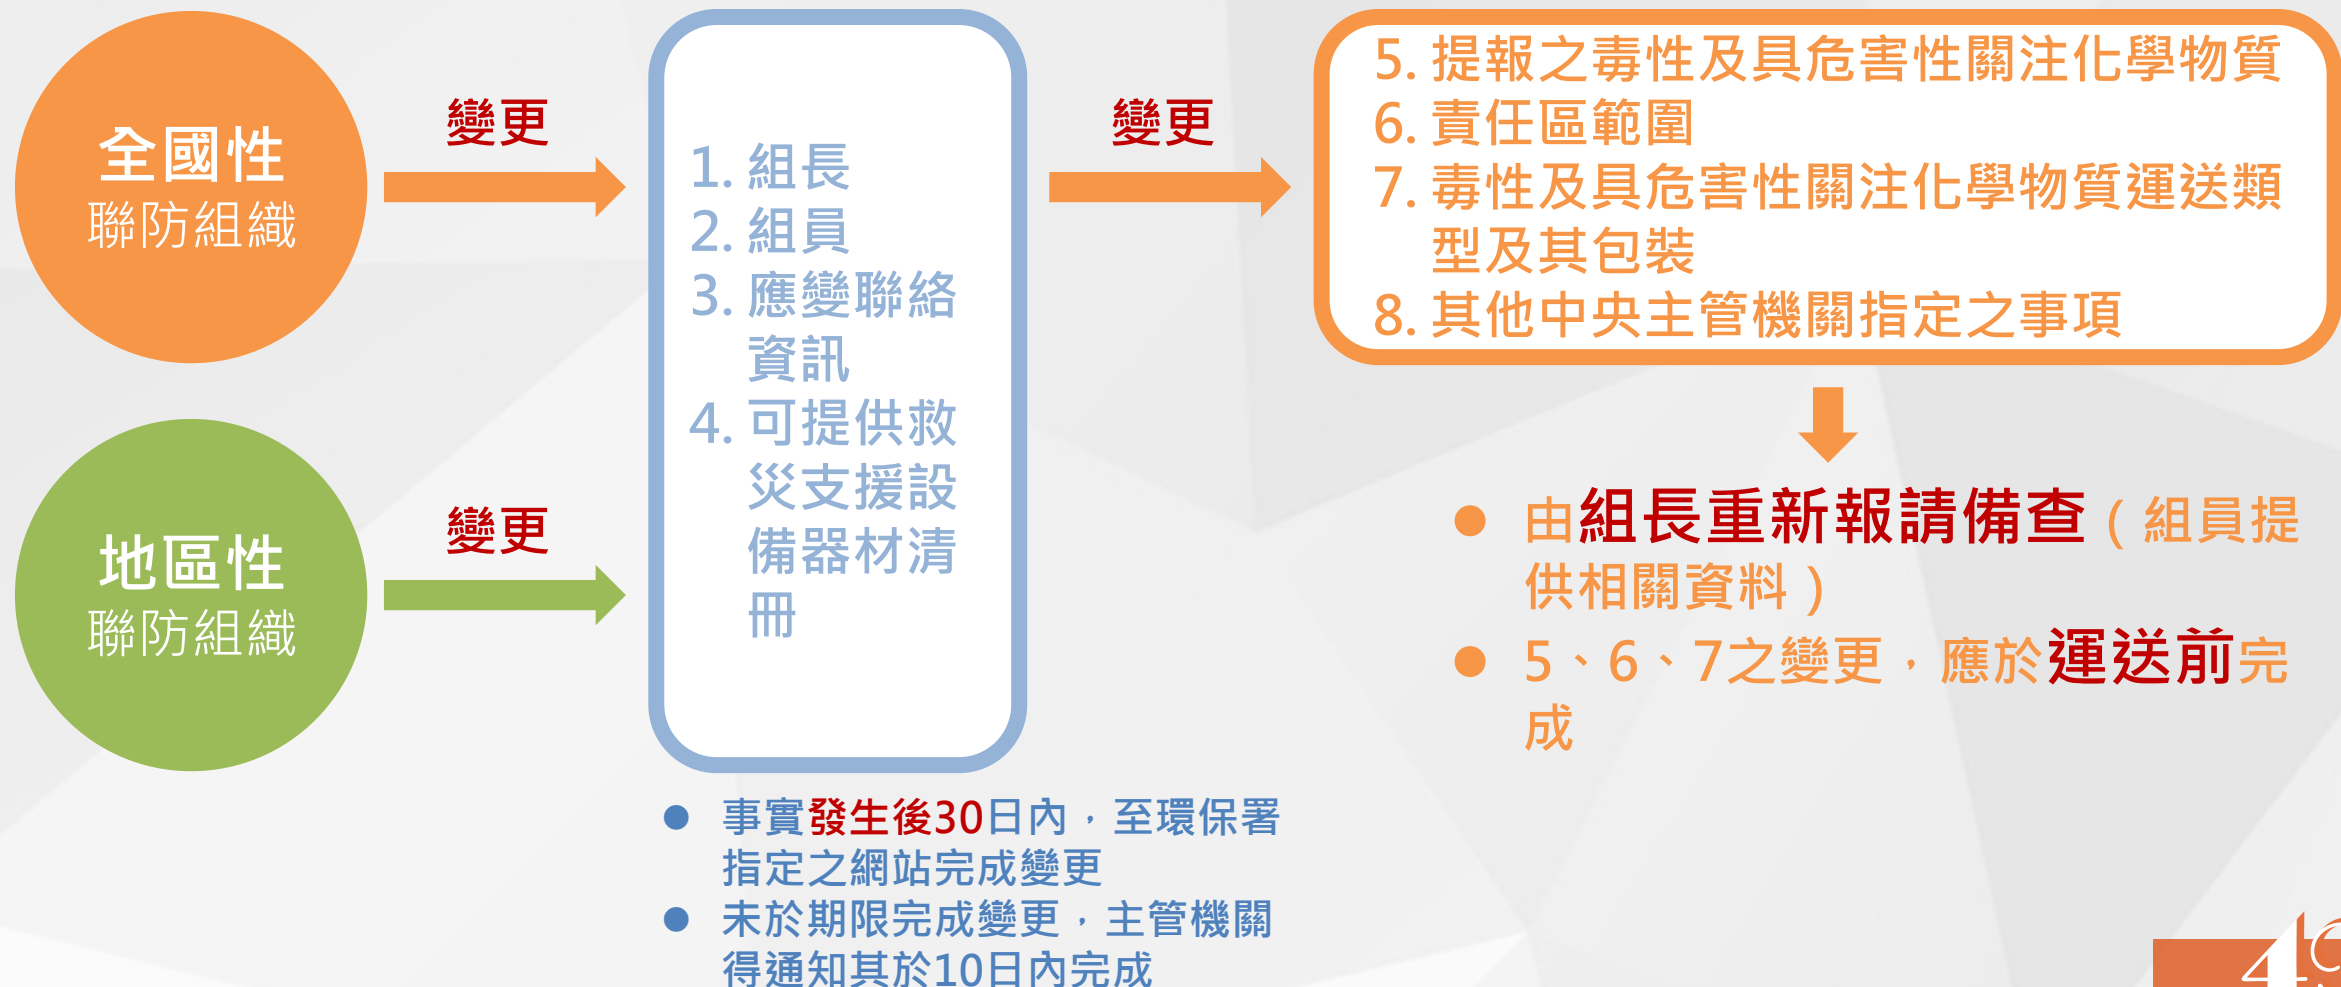 全國性
聯防組織
變更
1. 組長
2. 組員
3. 應變聯絡
資訊
4. 可提供救
災支援設
備器材清
冊
變更
5. 提報之毒性及具危害性關注化學物質
6. 責任區範圍
7. 毒性及具危害性關注化學物質運送類
型及其包裝
8. 其他中央主管機關指定之事項
地區性
聯防組織
變更
● 由組長重新報請備查（組員提
供相關資料）
● 5、6、7之變更，應於運送前完
成
● 事實發生後30日內，至環保署
指定之網站完成變更
● 未於期限完成變更，主管機關
得通知其於10日內完成